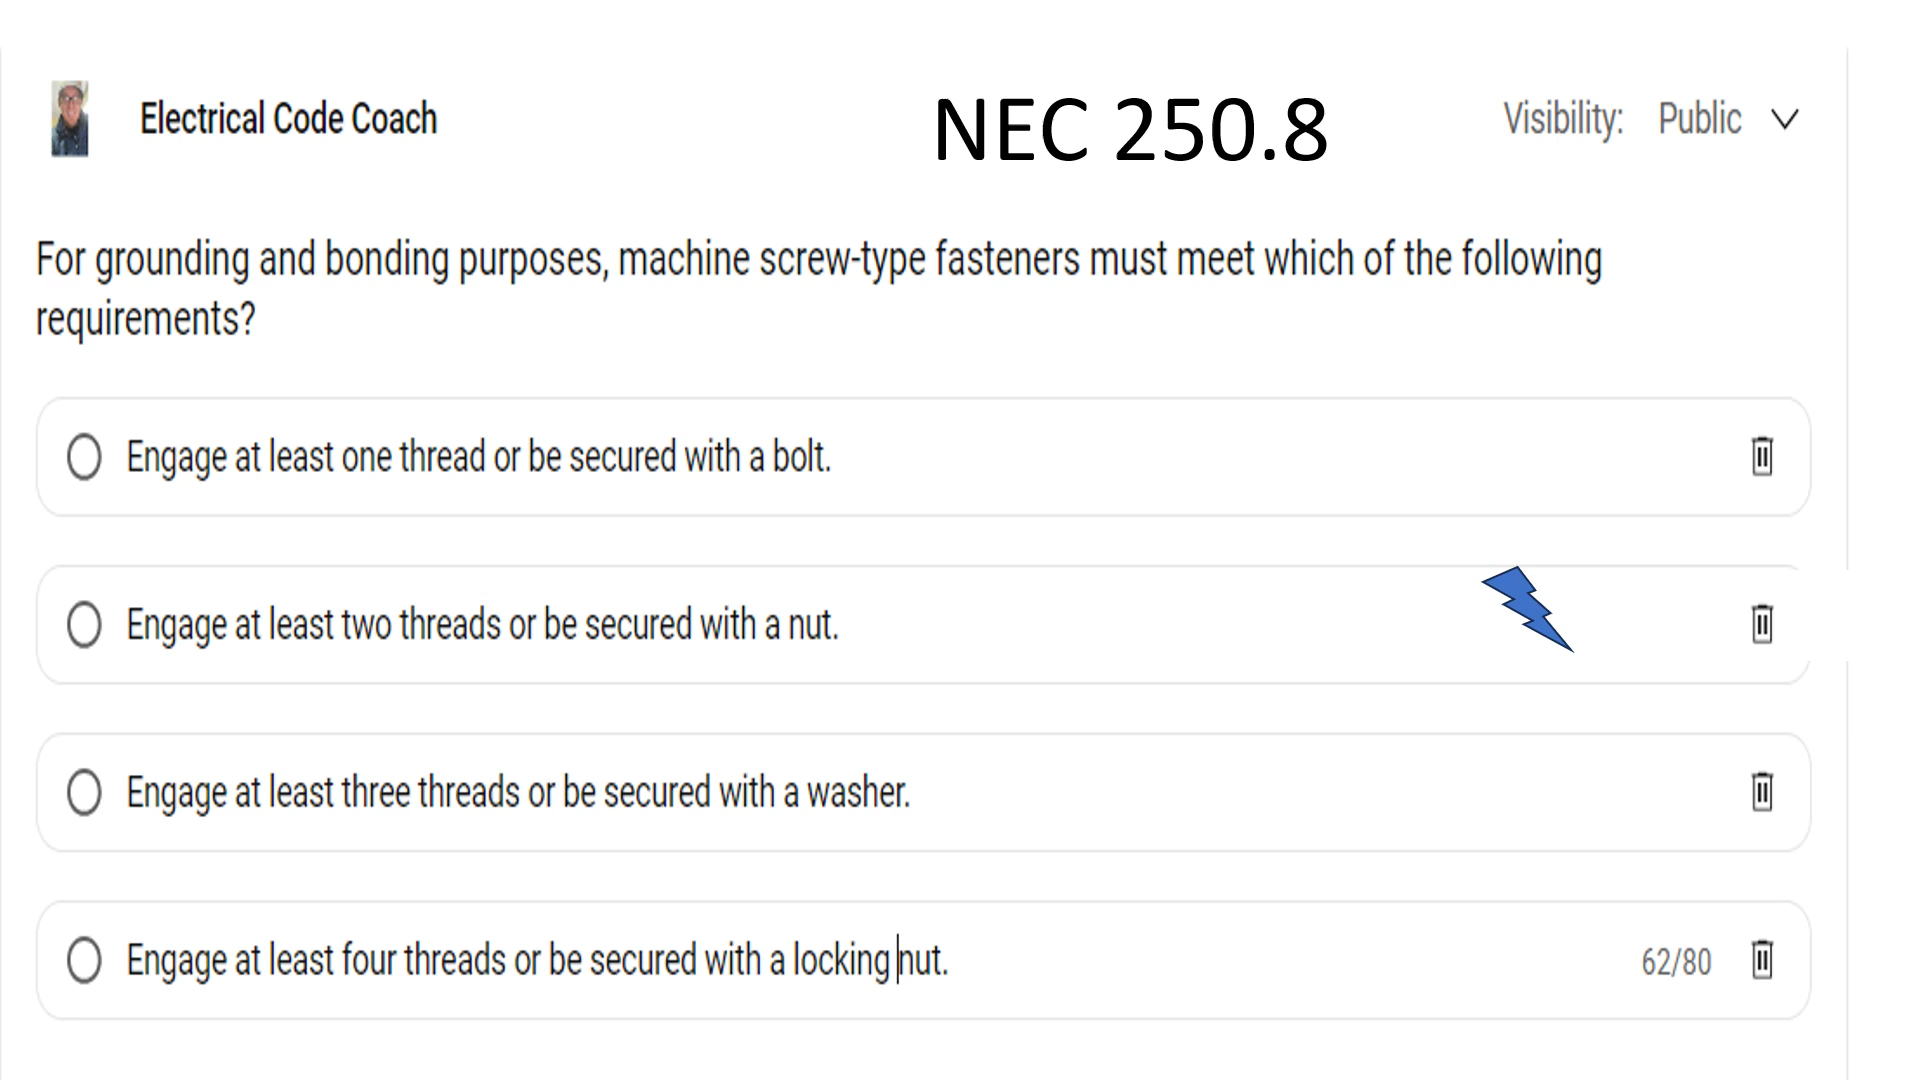 Electrical Code Coach
NEC 250.8
Visibility: Public
For grounding and bonding purposes, machine screw-type fasteners must meet which of the following
requirements?
Engage at least one thread or be secured with a bolt.
Engage at least two threads or be secured with a nut.
Engage at least three threads or be secured with a washer.
Engage at least four threads or be secured with a locking nut.
62/80